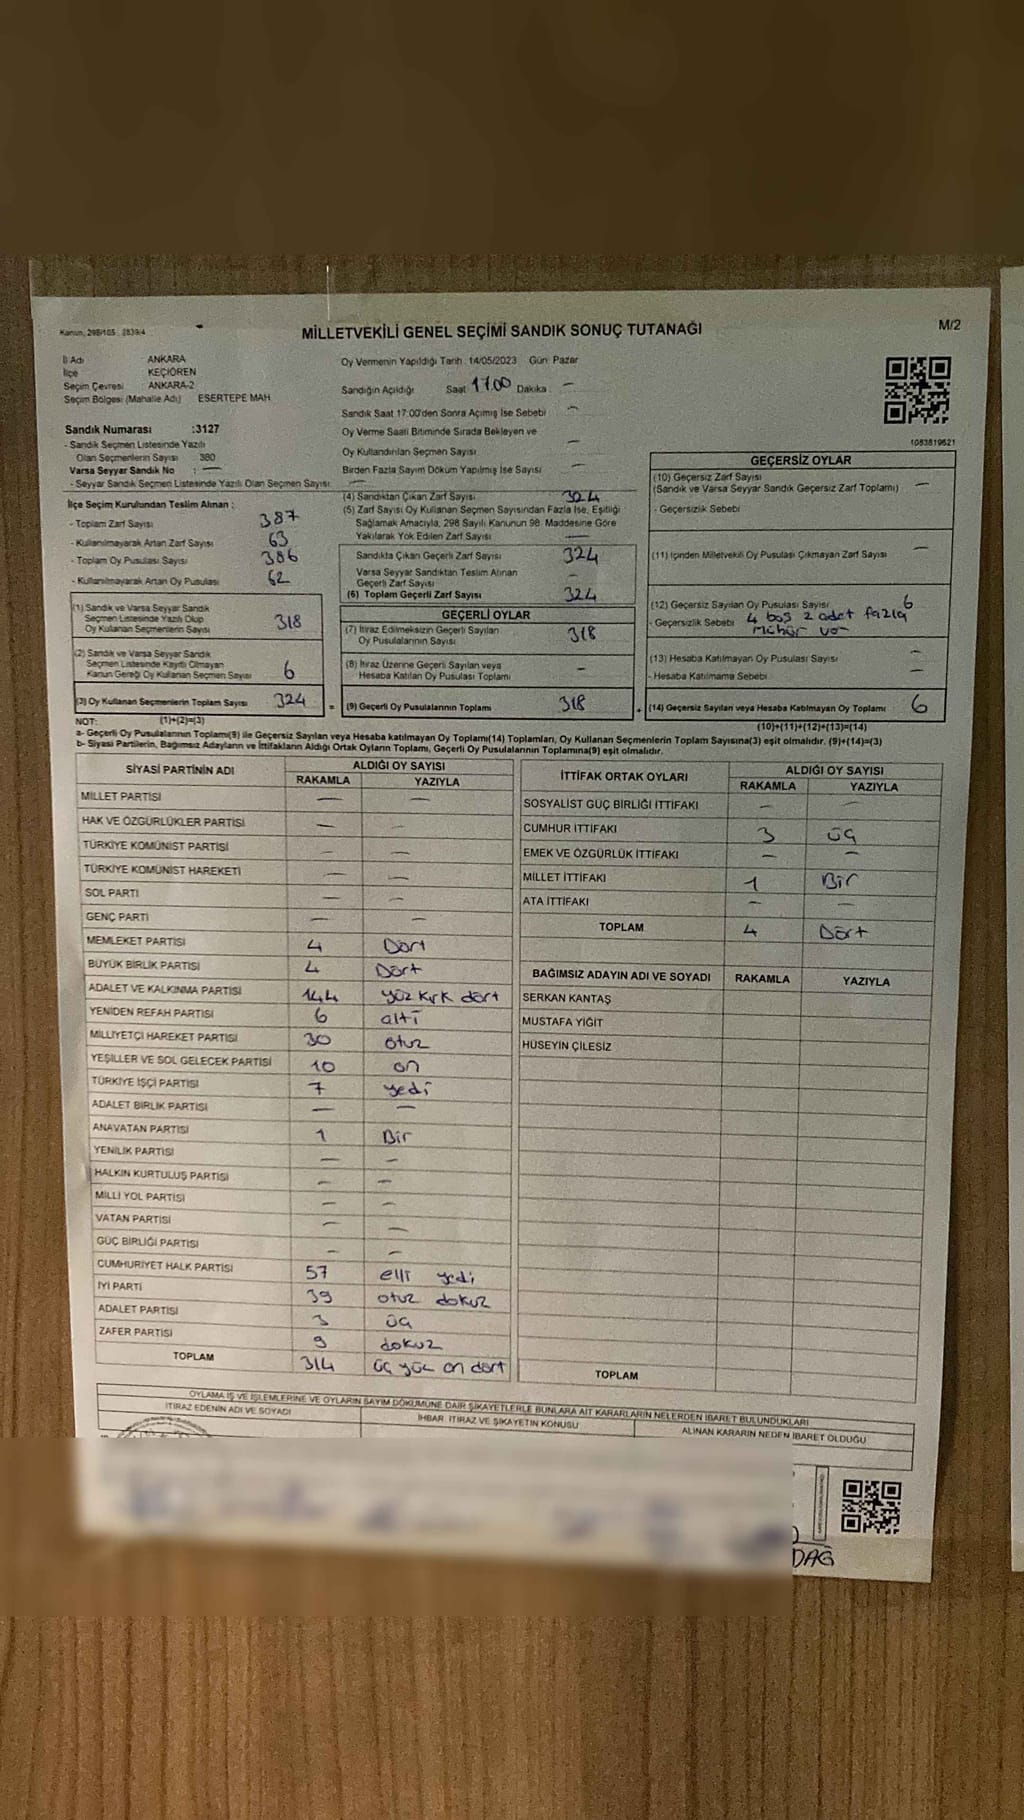 Kanun, 298/105 , 2839/4
MİLLETVEKİLİ GENEL SEÇİMİ SANDIK SONUÇ TUTANAĞI
M/2
İl Adı ANKARA
İlçe KEÇİÖREN
Seçim Çevresi ANKARA-2
Seçim Bölgesi (Mahalle Adı) ESERTEPE MAH
Sandık Numarası :3127
- Sandık Seçmen Listesinde Yazılı
Olan Seçmenlerin Sayısı 380
Varsa Seyyar Sandık No : —
- Seyyar Sandık Seçmen Listesinde Yazılı Olan Seçmen Sayısı —
Oy Vermenin Yapıldığı Tarih : 14/05/2023 Gün: Pazar
Sandığın Açıldığı Saat 17.00 Dakika —
Sandık Saat 17:00'den Sonra Açılmış İse Sebebi —
Oy Verme Saati Bitiminde Sırada Bekleyen ve
Oy Kullandırılan Seçmen Sayısı —
Birden Fazla Sayım Döküm Yapılmış İse Sayısı —
1083819621
İlçe Seçim Kurulundan Teslim Alınan :
- Toplam Zarf Sayısı 387
- Kullanılmayarak Artan Zarf Sayısı 63
- Toplam Oy Pusulası Sayısı 386
- Kullanılmayarak Artan Oy Pusulası 62
(1) Sandık ve Varsa Seyyar Sandık
Seçmen Listesinde Yazılı Olup
Oy Kullanan Seçmenlerin Sayısı 318
(2) Sandık ve Varsa Seyyar Sandık
Seçmen Listesinde Kayıtlı Olmayan
Kanun Gereği Oy Kullanan Seçmen Sayısı 6
(3) Oy Kullanan Seçmenlerin Toplam Sayısı 324
(4) Sandıktan Çıkan Zarf Sayısı 324
(5) Zarf Sayısı Oy Kullanan Seçmen Sayısından Fazla İse, Eşitliği
Sağlamak Amacıyla, 298 Sayılı Kanunun 98. Maddesine Göre
Yakılarak Yok Edilen Zarf Sayısı —
Sandıkta Çıkan Geçerli Zarf Sayısı 324
Varsa Seyyar Sandıktan Teslim Alınan
Geçerli Zarf Sayısı —
(6) Toplam Geçerli Zarf Sayısı 324
GEÇERLİ OYLAR
(7) İtiraz Edilmeksizin Geçerli Sayılan
Oy Pusulalarının Sayısı 318
(8) İtiraz Üzerine Geçerli Sayılan veya
Hesaba Katılan Oy Pusulası Toplamı —
= (9) Geçerli Oy Pusulalarının Toplamı 318
GEÇERSİZ OYLAR
(10) Geçersiz Zarf Sayısı
(Sandık ve Varsa Seyyar Sandık Geçersiz Zarf Toplamı) —
- Geçersizlik Sebebi
(11) İçinden Milletvekili Oy Pusulası Çıkmayan Zarf Sayısı —
(12) Geçersiz Sayılan Oy Pusulası Sayısı 6
- Geçersizlik Sebebi 4 boş 2 adet fazla
mühür var
(13) Hesaba Katılmayan Oy Pusulası Sayısı —
- Hesaba Katılmama Sebebi —
+ (14) Geçersiz Sayılan veya Hesaba Katılmayan Oy Toplamı 6
NOT: (1)+(2)=(3)
(10)+(11)+(12)+(13)=(14)
a- Geçerli Oy Pusulalarının Toplamı(9) ile Geçersiz Sayılan veya Hesaba katılmayan Oy Toplamı(14) Toplamları, Oy Kullanan Seçmenlerin Toplam Sayısına(3) eşit olmalıdır. (9)+(14)=(3)
b- Siyasi Partilerin, Bağımsız Adayların ve İttifakların Aldığı Ortak Oyların Toplamı, Geçerli Oy Pusulalarının Toplamına(9) eşit olmalıdır.
SİYASİ PARTİNİN ADI ALDIĞI OY SAYISI
RAKAMLA YAZIYLA
MİLLET PARTİSİ — —
HAK VE ÖZGÜRLÜKLER PARTİSİ — —
TÜRKİYE KOMÜNİST PARTİSİ — —
TÜRKİYE KOMÜNİST HAREKETİ — —
SOL PARTİ — —
GENÇ PARTİ — —
MEMLEKET PARTİSİ 4 Dört
BÜYÜK BİRLİK PARTİSİ 4 Dört
ADALET VE KALKINMA PARTİSİ 144 yüz kırk dört
YENİDEN REFAH PARTİSİ 6 altı
MİLLİYETÇİ HAREKET PARTİSİ 30 otuz
YEŞİLLER VE SOL GELECEK PARTİSİ 10 on
TÜRKİYE İŞÇİ PARTİSİ 7 yedi
ADALET BİRLİK PARTİSİ — —
ANAVATAN PARTİSİ 1 Bir
YENİLİK PARTİSİ — —
HALKIN KURTULUŞ PARTİSİ — —
MİLLİ YOL PARTİSİ — —
VATAN PARTİSİ — —
GÜÇ BİRLİĞİ PARTİSİ — —
CUMHURİYET HALK PARTİSİ 57 elli yedi
İYİ PARTİ 39 otuz dokuz
ADALET PARTİSİ 3 üç
ZAFER PARTİSİ 9 dokuz
TOPLAM 314 üç yüz on dört
İTTİFAK ORTAK OYLARI ALDIĞI OY SAYISI
RAKAMLA YAZIYLA
SOSYALİST GÜÇ BİRLİĞİ İTTİFAKI — —
CUMHUR İTTİFAKI 3 üç
EMEK VE ÖZGÜRLÜK İTTİFAKI — —
MİLLET İTTİFAKI 1 Bir
ATA İTTİFAKI — —
TOPLAM 4 Dört
BAĞIMSIZ ADAYIN ADI VE SOYADI RAKAMLA YAZIYLA
SERKAN KANTAŞ
MUSTAFA YİĞİT
HÜSEYİN ÇİLESİZ
TOPLAM
OYLAMA İŞ VE İŞLEMLERİNE VE OYLARIN SAYIM DÖKÜMÜNE DAİR ŞİKAYETLERLE BUNLARA AİT KARARLARIN NELERDEN İBARET BULUNDUKLARI
İTİRAZ EDENİN ADI VE SOYADI İHBAR İTİRAZ VE ŞİKAYETİN KONUSU ALINAN KARARIN NEDEN İBARET OLDUĞU
DAĞ